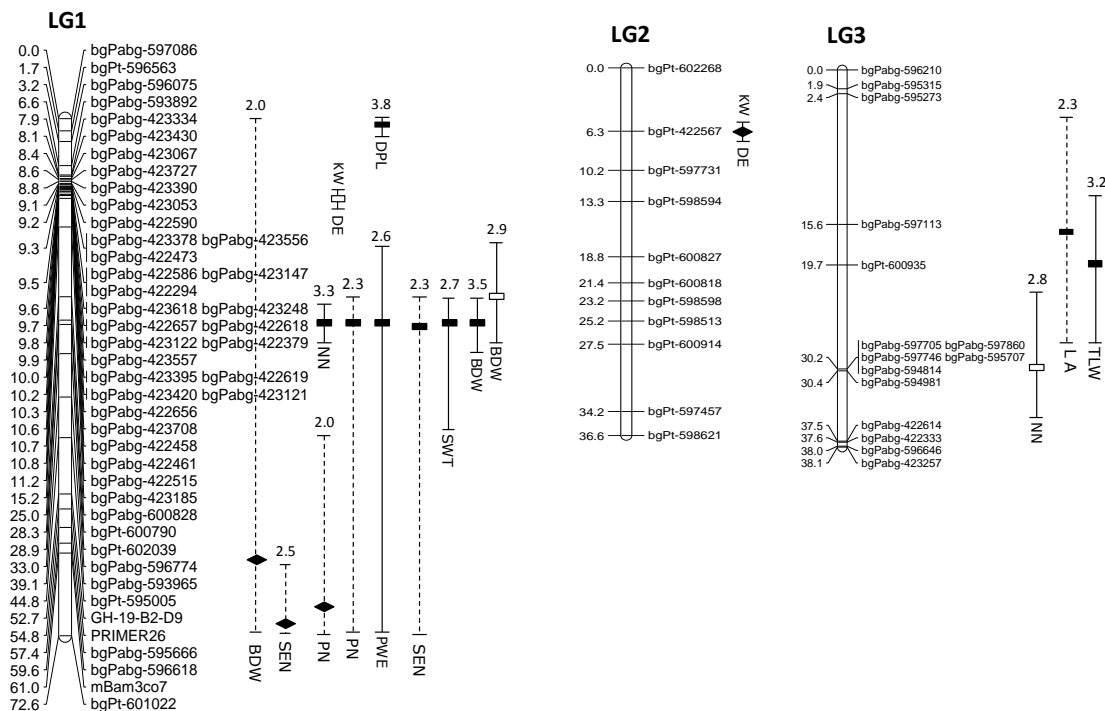 LG1
0.0 bgPabg-597086
1.7 bgPt-596563
3.2 bgPabg-596075
6.6 bgPabg-593892
7.9 bgPabg-423334
8.1 bgPabg-423430
8.4 bgPabg-423067
8.6 bgPabg-423727
8.8 bgPabg-423390
9.1 bgPabg-423053
9.2 bgPabg-422590
bgPabg-423378 bgPabg-423556
9.3
bgPabg-422473
bgPabg-422586 bgPabg-423147
9.5
bgPabg-422294
9.6 bgPabg-423618 bgPabg-423248
9.7 bgPabg-422657 bgPabg-422618
9.8 bgPabg-423122 bgPabg-422379
9.9 bgPabg-423557
10.0 bgPabg-423395 bgPabg-422619
10.2 bgPabg-423420 bgPabg-423121
10.3 bgPabg-422656
10.6 bgPabg-423708
10.7 bgPabg-422458
10.8 bgPabg-422461
11.2 bgPabg-422515
15.2 bgPabg-423185
25.0 bgPabg-600828
28.3 bgPt-600790
28.9 bgPt-602039
33.0 bgPabg-596774
39.1 bgPabg-593965
44.8 bgPt-595005
52.7 GH-19-B2-D9
54.8 PRIMER26
57.4 bgPabg-595666
59.6 bgPabg-596618
61.0 mBam3co7
72.6 bgPt-601022
2.0
BDW
2.5
SEN
KW
DE
3.3
NN
2.0
PN
2.3
PN
3.8
DPL
2.6
PWE
2.3
SEN
2.7
SWT
3.5
BDW
2.9
BDW
LG2
0.0 bgPt-602268
6.3 bgPt-422567
10.2 bgPt-597731
13.3 bgPt-598594
18.8 bgPt-600827
21.4 bgPt-600818
23.2 bgPt-598598
25.2 bgPt-598513
27.5 bgPt-600914
34.2 bgPt-597457
36.6 bgPt-598621
KW
DE
LG3
0.0 bgPabg-596210
1.9 bgPabg-595315
2.4 bgPabg-595273
15.6 bgPabg-597113
19.7 bgPt-600935
bgPabg-597705 bgPabg-597860
30.2 bgPabg-597746 bgPabg-595707
bgPabg-594814
30.4 bgPabg-594981
37.5 bgPabg-422614
37.6 bgPabg-422333
38.0 bgPabg-596646
38.1 bgPabg-423257
2.8
NN
2.3
LA
3.2
TLW